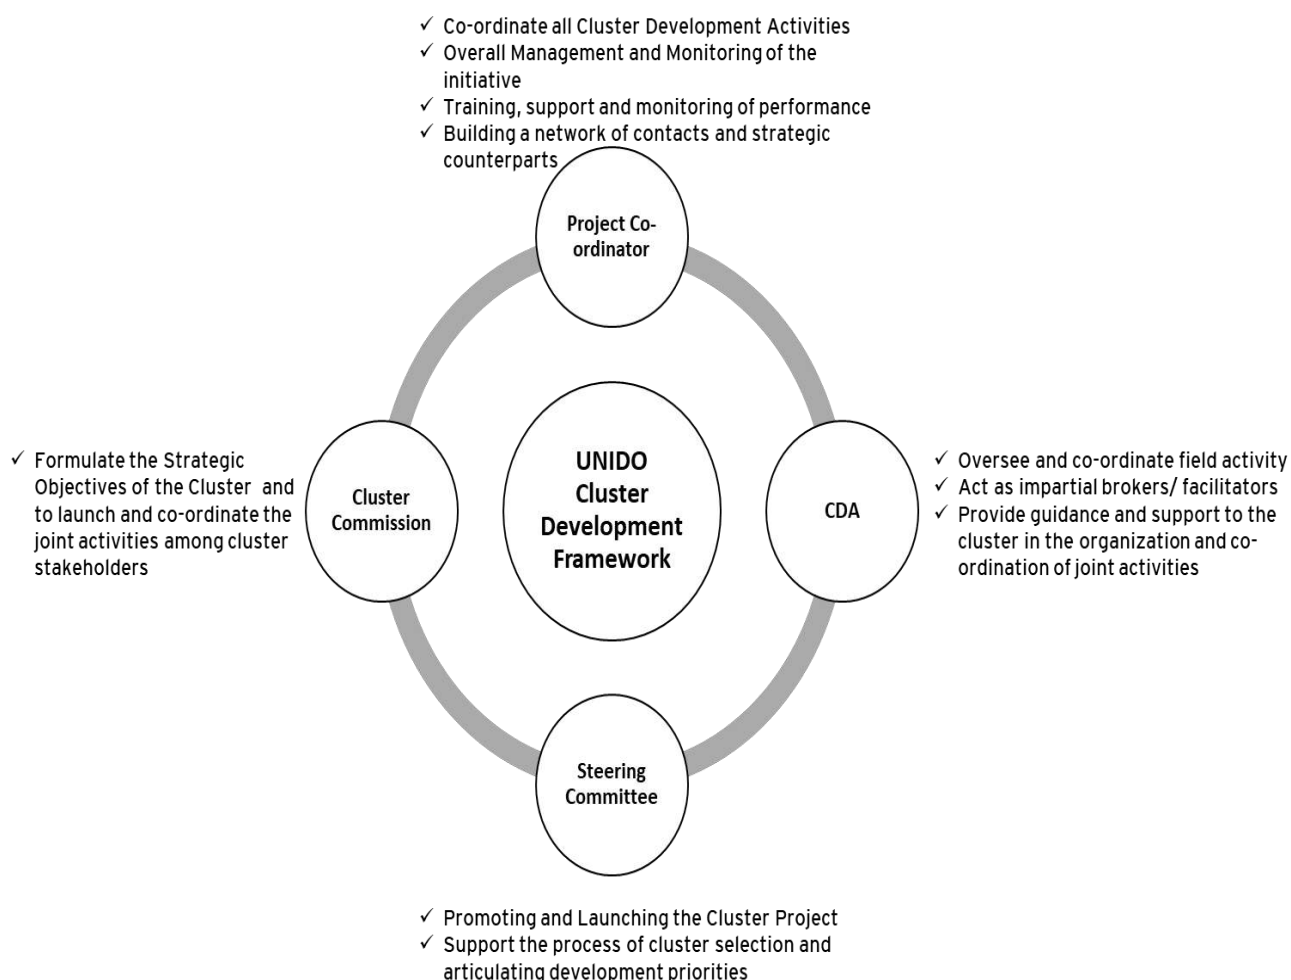 ✓ Co-ordinate all Cluster Development Activities
✓ Overall Management and Monitoring of the
initiative
✓ Training, support and monitoring of performance
✓ Building a network of contacts and strategic
counterparts
Project Co-
ordinator
✓ Formulate the Strategic
Objectives of the Cluster and
to launch and co-ordinate the
joint activities among cluster
stakeholders
Cluster
Commission
UNIDO
Cluster
Development
Framework
CDA
✓ Oversee and co-ordinate field activity
✓ Act as impartial brokers/ facilitators
✓ Provide guidance and support to the
cluster in the organization and co-
ordination of joint activities
Steering
Committee
✓ Promoting and Launching the Cluster Project
✓ Support the process of cluster selection and
articulating development priorities